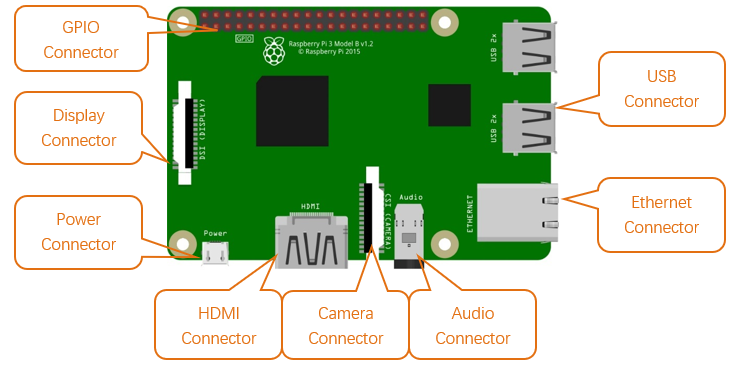 GPIO
Connector
GPIO
Raspberry Pi 3 Model B v1.2
© Raspberry Pi 2015
USB 2x
USB
Connector
Display
Connector
DSI (DISPLAY)
USB 2x
Power
Connector
Power
HDMI
CSI (CAMERA)
Audio
ETHERNET
Ethernet
Connector
HDMI
Connector
Camera
Connector
Audio
Connector